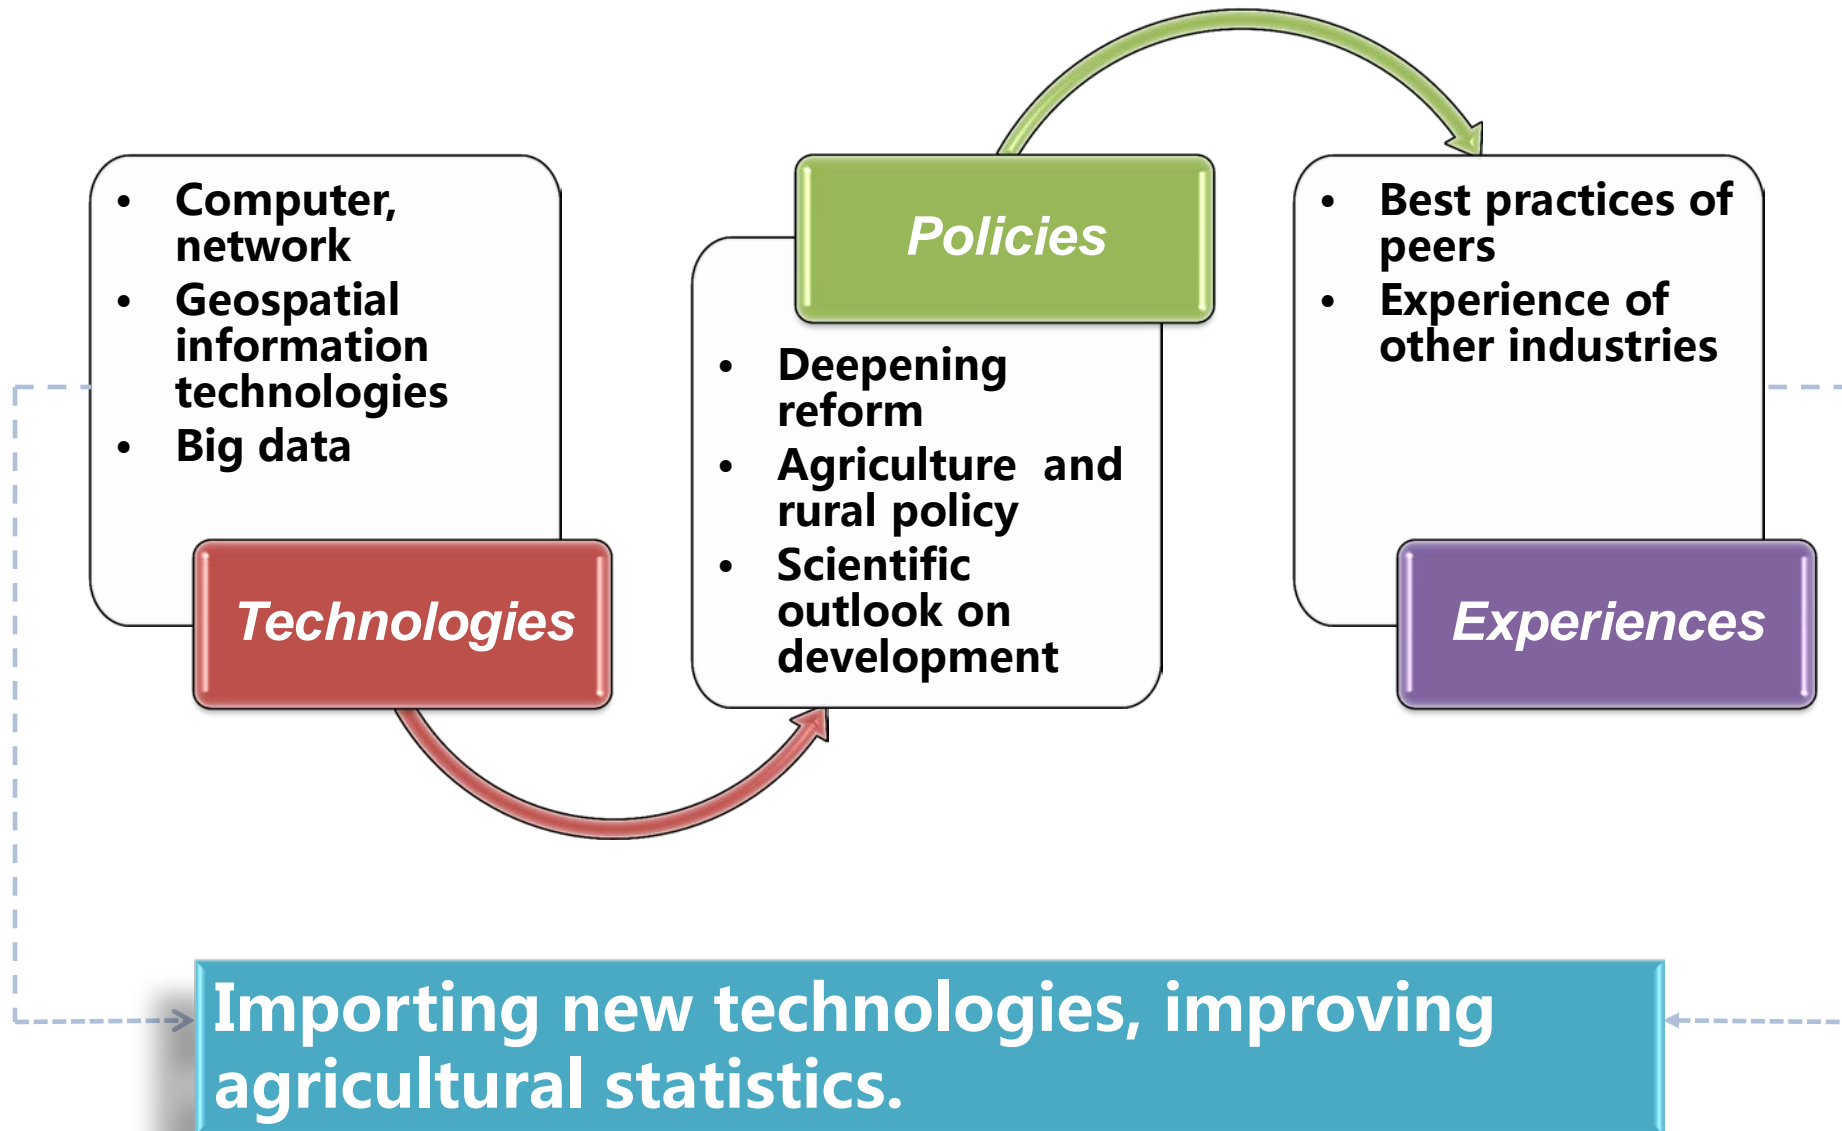 • Computer,
network
• Geospatial
information
technologies
• Big data
Technologies
Policies
• Deepening
reform
• Agriculture and
rural policy
• Scientific
outlook on
development
• Best practices of
peers
• Experience of
other industries
Experiences
Importing new technologies, improving
agricultural statistics.